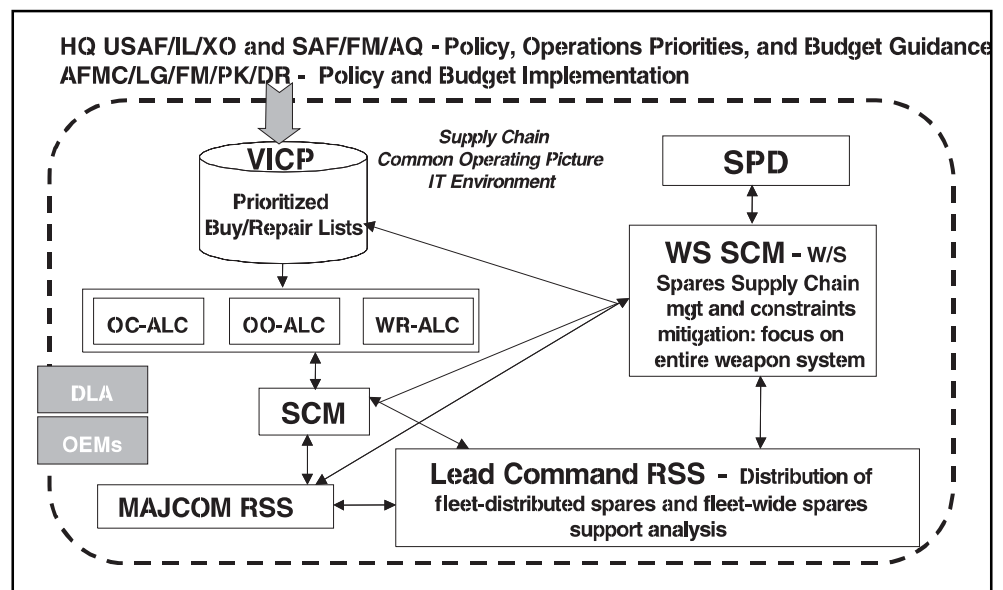 HQ USAF/IL/XO and SAF/FM/AQ - Policy, Operations Priorities, and Budget Guidance
AFMC/LG/FM/PK/DR - Policy and Budget Implementation
VICP
Prioritized
Buy/Repair Lists
Supply Chain
Common Operating Picture
IT Environment
SPD
WS SCM - W/S
Spares Supply Chain
mgt and constraints
mitigation: focus on
entire weapon system
OC-ALC
OO-ALC
WR-ALC
DLA
OEMs
SCM
MAJCOM RSS
Lead Command RSS - Distribution of
fleet-distributed spares and fleet-wide spares
support analysis